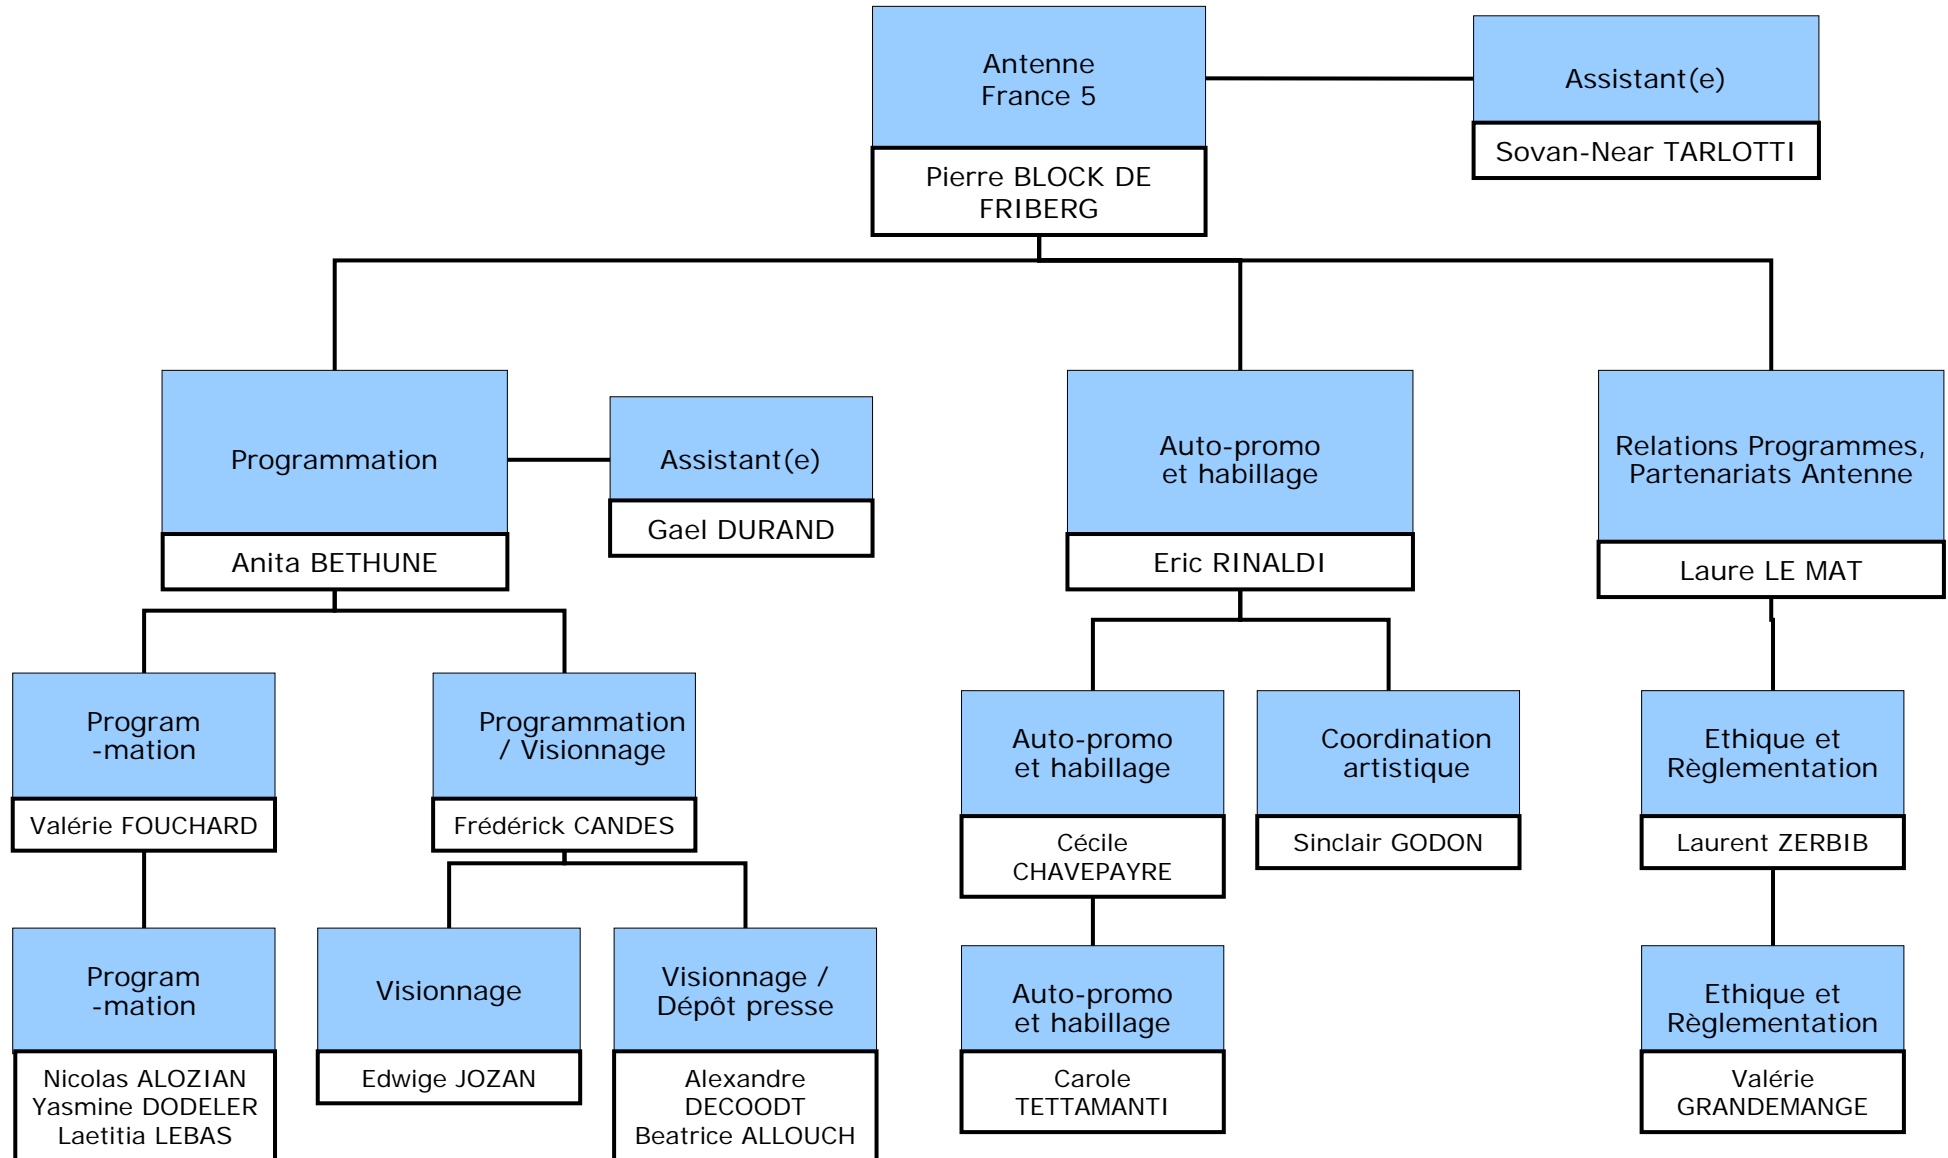 Antenne
France 5
Pierre BLOCK DE
FRIBERG
Assistant(e)
Sovan-Near TARLOTTI
Programmation
Anita BETHUNE
Assistant(e)
Gael DURAND
Auto-promo
et habillage
Eric RINALDI
Relations Programmes,
Partenariats Antenne
Laure LE MAT
Program
-mation
Valérie FOUCHARD
Programmation
/ Visionnage
Frédérick CANDES
Auto-promo
et habillage
Cécile
CHAVEPAYRE
Coordination
artistique
Sinclair GODON
Ethique et
Règlementation
Laurent ZERBIB
Program
-mation
Nicolas ALOZIAN
Yasmine DODELER
Laetitia LEBAS
Visionnage
Edwige JOZAN
Visionnage /
Dépôt presse
Alexandre
DECOODT
Beatrice ALLOUCH
Auto-promo
et habillage
Carole
TETTAMANTI
Ethique et
Règlementation
Valérie
GRANDEMANGE